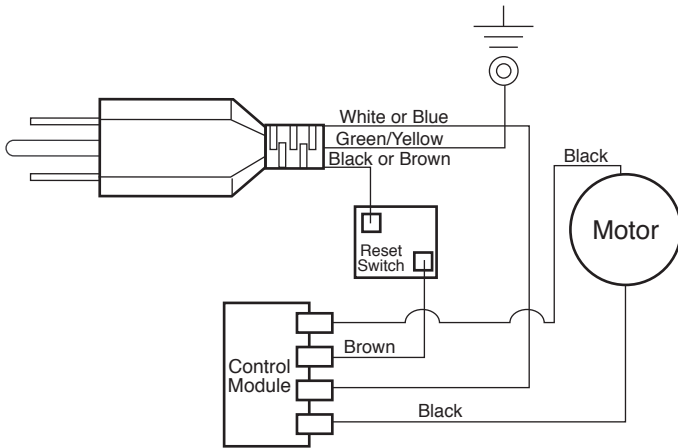 White or Blue
Green/Yellow
Black or Brown
Black
Motor
Reset
Switch
Brown
Control
Module
Black